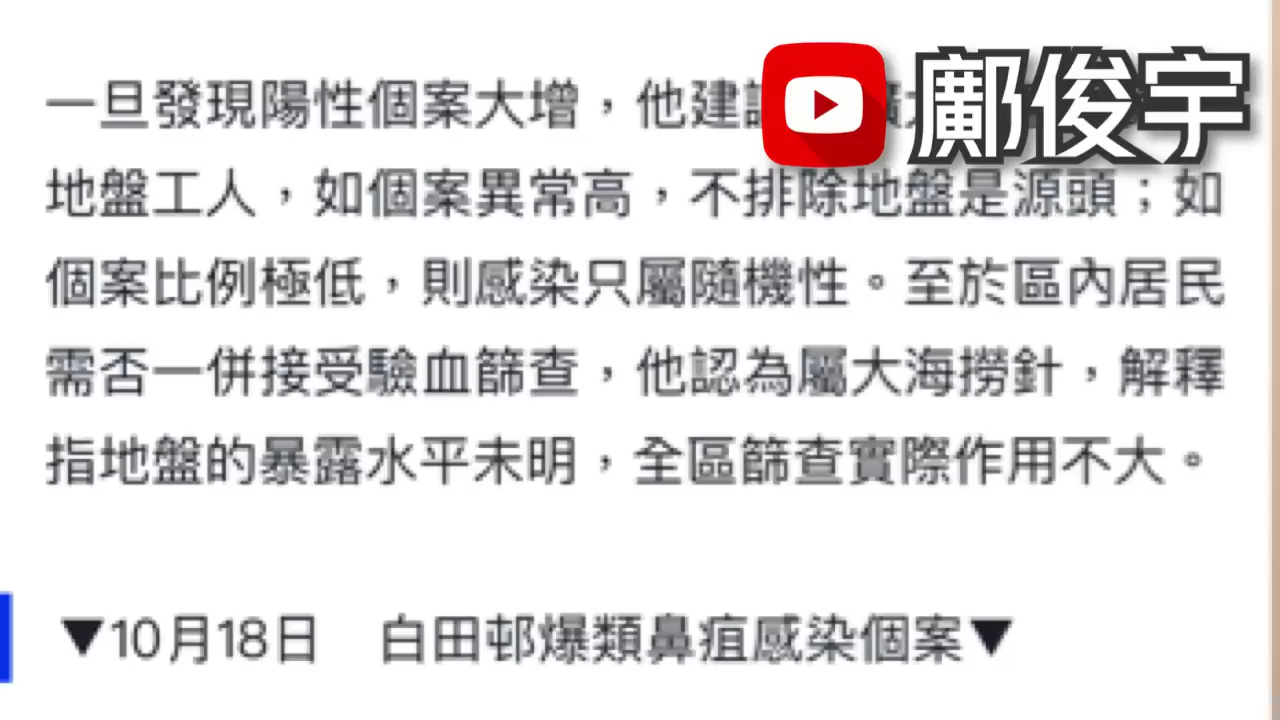 一旦發現陽性個案大增，他建
鄺俊宇
地盤工人，如個案異常高，不排除地盤是源頭；如
個案比例極低，則感染只屬隨機性。至於區內居民
需否一併接受驗血篩查，他認為屬大海撈針，解釋
指地盤的暴露水平未明，全區篩查實際作用不大。
▼10月18日　白田邨爆類鼻疽感染個案▼